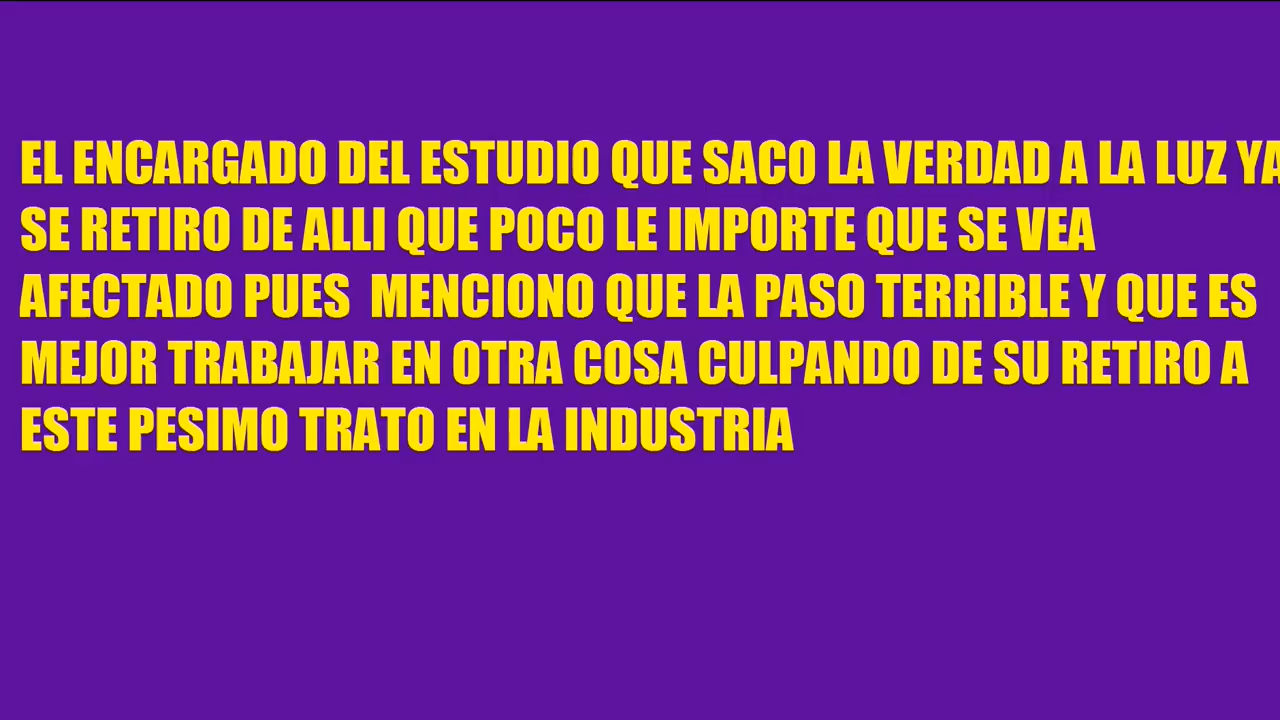 EL ENCARGADO DEL ESTUDIO QUE SACO LA VERDAD A LA LUZ YA
SE RETIRO DE ALLI QUE POCO LE IMPORTE QUE SE VEA
AFECTADO PUES  MENCIONO QUE LA PASO TERRIBLE Y QUE ES
MEJOR TRABAJAR EN OTRA COSA CULPANDO DE SU RETIRO A
ESTE PESIMO TRATO EN LA INDUSTRIA